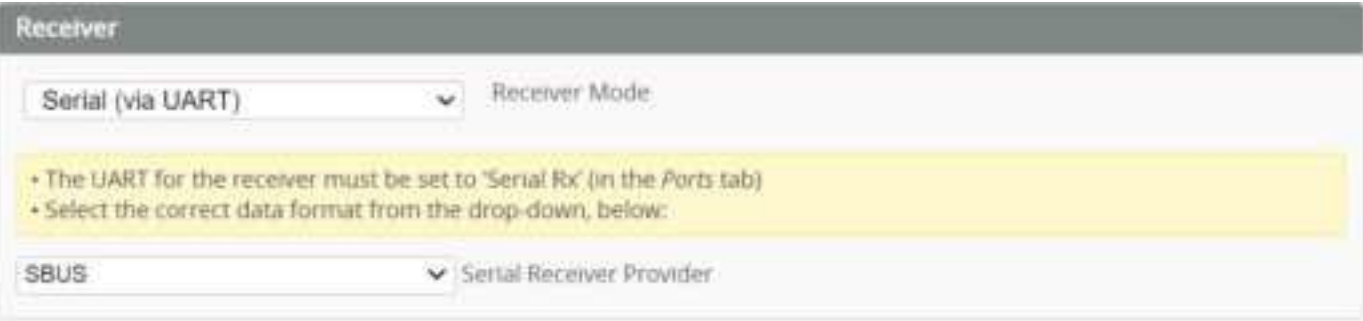 Receiver
Serial (via UART) Receiver Mode
• The UART for the receiver must be set to 'Serial Rx' (in the Ports tab)
• Select the correct data format from the drop-down, below:
SBUS Serial Receiver Provider